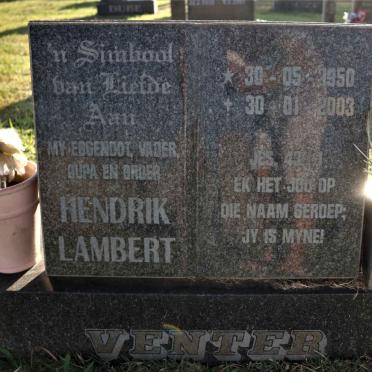 'n Simbool
van Liefde
Aan
MY EGGENOOT, VADER,
OUPA EN BROER
HENDRIK
LAMBERT
30 - 05 - 1950
30 - 01 - 2003
JES. 43:1
EK HET JOU OP
DIE NAAM GEROEP;
JY IS MYNE!
VENTER